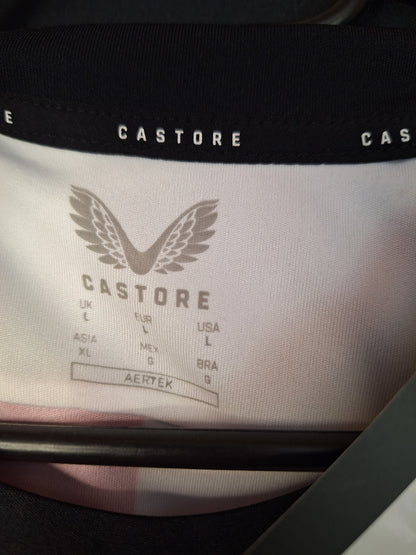 E CASTORE CAS
CASTORE
UK EUR USA
L L L
ASIA MEX BRA
XL G G
AERTEK